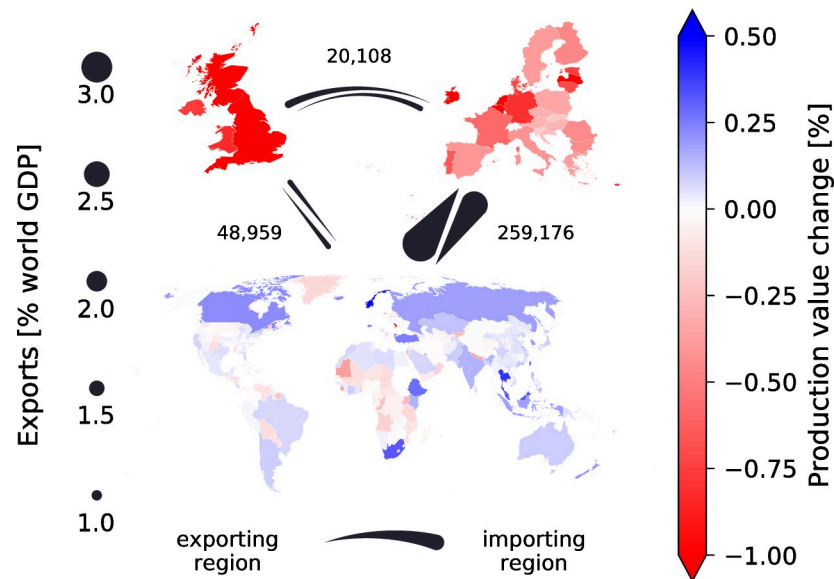 20,108
48,959
259,176
Exports [% world GDP]
3.0
2.5
2.0
1.5
1.0
exporting
region
importing
region
0.50
0.25
0.00
−0.25
−0.50
−0.75
−1.00
Production value change [%]